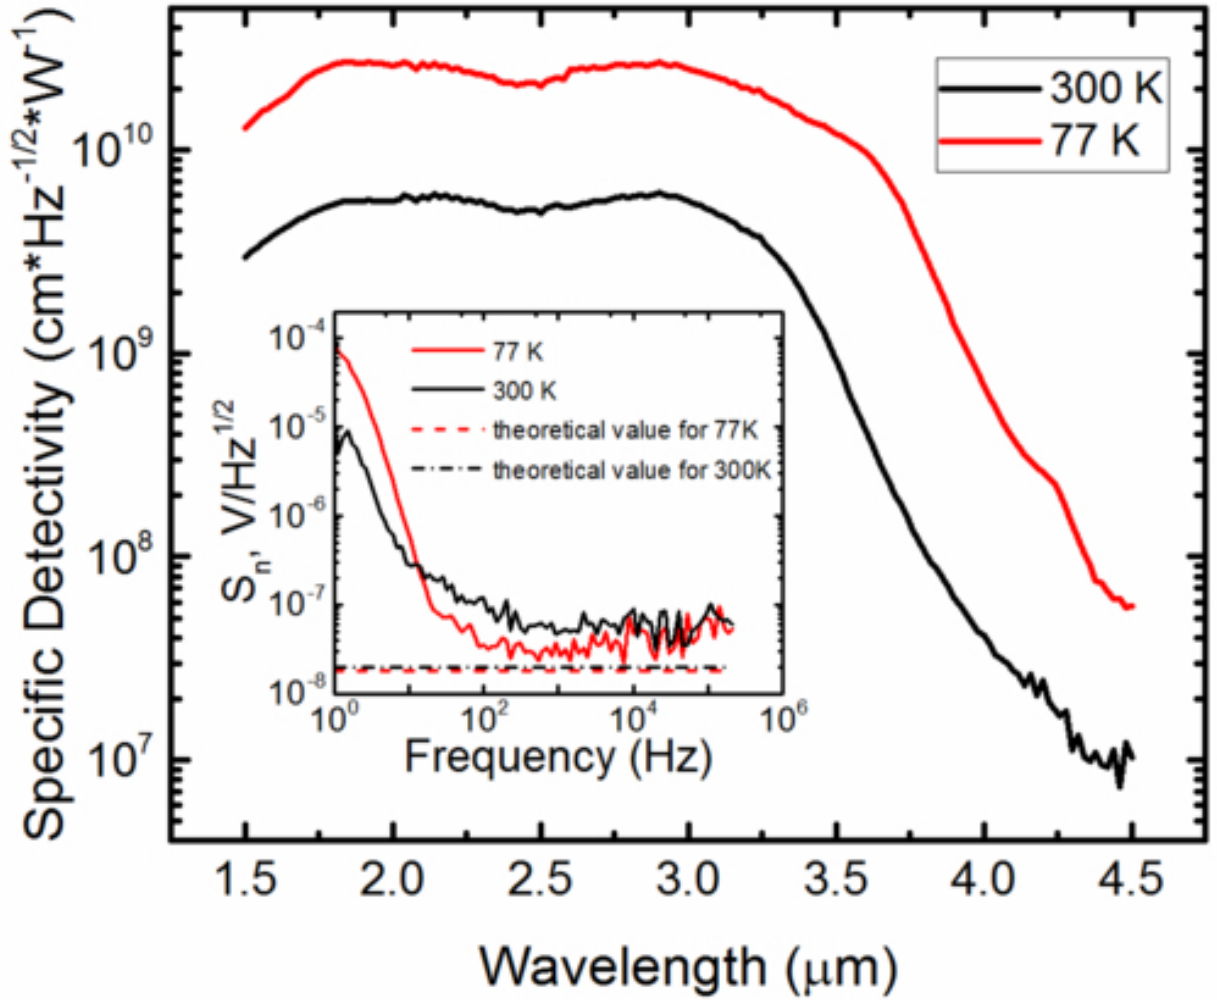 Specific Detectivity (cm*Hz^-1/2*W^-1)
10^10
10^9
10^8
10^7
300 K
77 K
S_n, V/Hz^1/2
10^-4
10^-5
10^-6
10^-7
10^-8
77 K
300 K
theoretical value for 77K
theoretical value for 300K
10^0 10^2 10^4 10^6
Frequency (Hz)
1.5 2.0 2.5 3.0 3.5 4.0 4.5
Wavelength (μm)